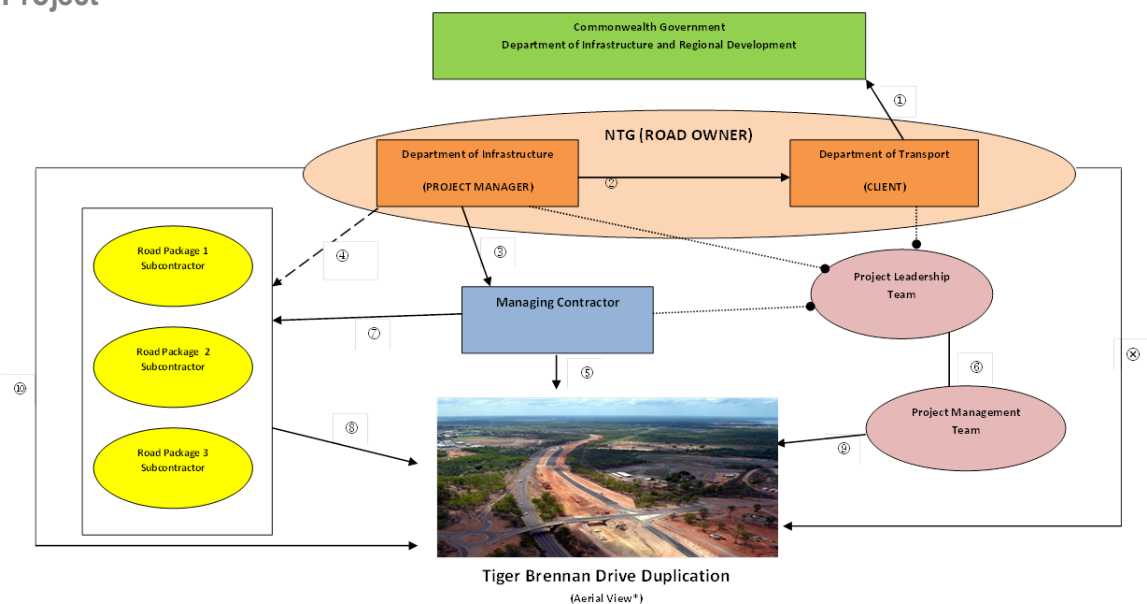 Project
Commonwealth Government
Department of Infrastructure and Regional Development
①
NTG (ROAD OWNER)
Department of Infrastructure
(PROJECT MANAGER)
②
Department of Transport
(CLIENT)
③
④
Road Package 1
Subcontractor
Project Leadership
Team
Managing Contractor
⑦
Road Package 2
Subcontractor
⑤
⑥
⑩
⊗
Project Management
Team
⑧
⑨
Road Package 3
Subcontractor
Tiger Brennan Drive Duplication
(Aerial View*)